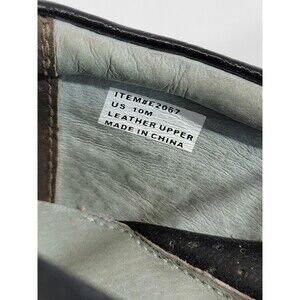 ITEM#E2067
US 10M
LEATHER UPPER
MADE IN CHINA